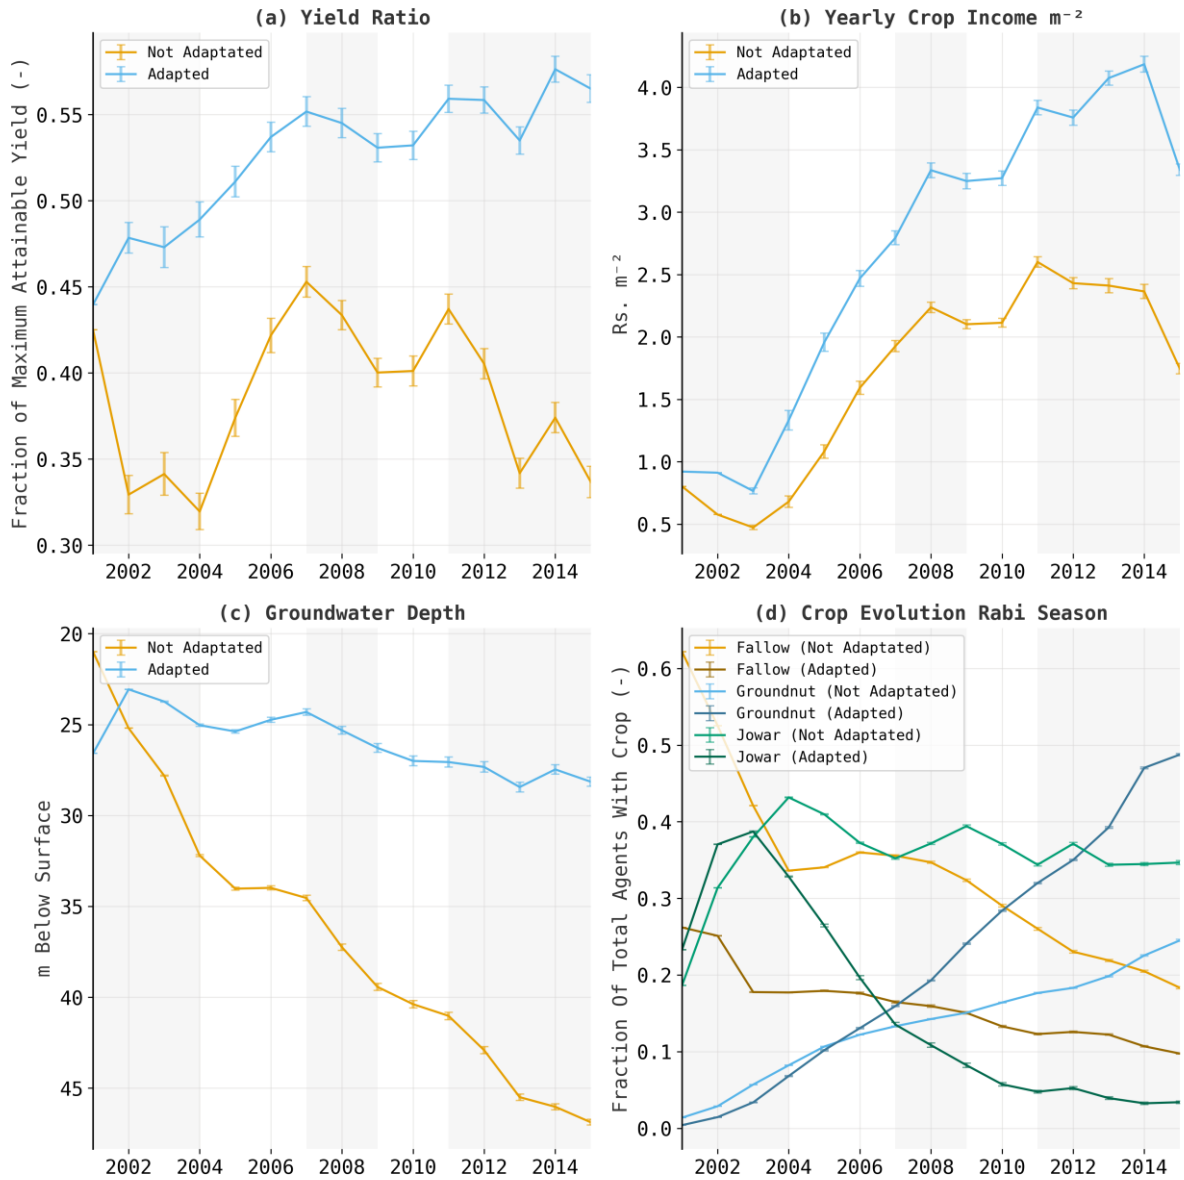 (a) Yield Ratio
Fraction of Maximum Attainable Yield (-)
Not Adaptated
Adapted
0.55
0.50
0.45
0.40
0.35
0.30
2002 2004 2006 2008 2010 2012 2014
(b) Yearly Crop Income m⁻²
Rs. m⁻²
Not Adaptated
Adapted
4.0
3.5
3.0
2.5
2.0
1.5
1.0
0.5
2002 2004 2006 2008 2010 2012 2014
(c) Groundwater Depth
m Below Surface
Not Adaptated
Adapted
20
25
30
35
40
45
2002 2004 2006 2008 2010 2012 2014
(d) Crop Evolution Rabi Season
Fraction Of Total Agents With Crop (-)
Fallow (Not Adaptated)
Fallow (Adapted)
Groundnut (Not Adaptated)
Groundnut (Adapted)
Jowar (Not Adaptated)
Jowar (Adapted)
0.6
0.5
0.4
0.3
0.2
0.1
0.0
2002 2004 2006 2008 2010 2012 2014